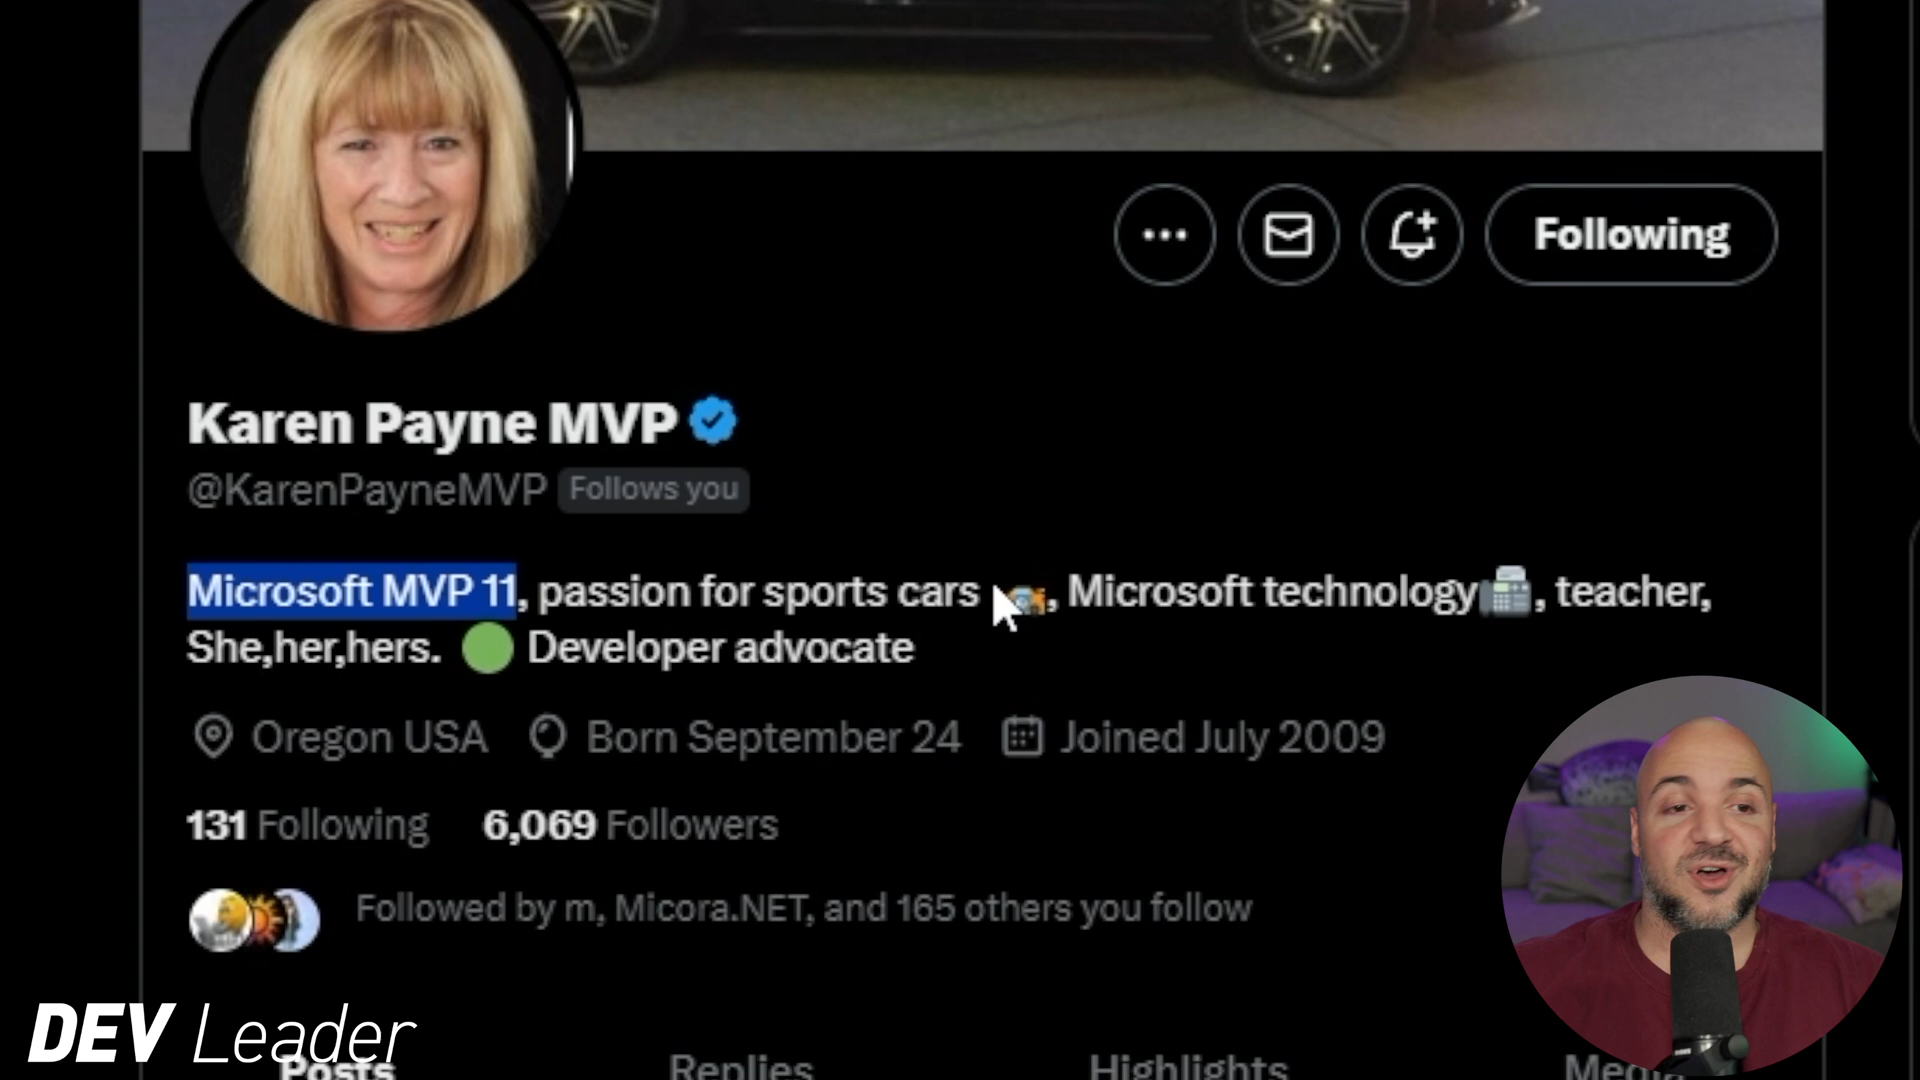 Following
Karen Payne MVP
@KarenPayneMVP Follows you
Microsoft MVP 11, passion for sports cars , Microsoft technology📠, teacher,
She,her,hers. 🟢 Developer advocate
Oregon USA Born September 24 Joined July 2009
131 Following 6,069 Followers
Followed by m, Micora.NET, and 165 others you follow
DEV Leader
Posts Replies Highlights Media